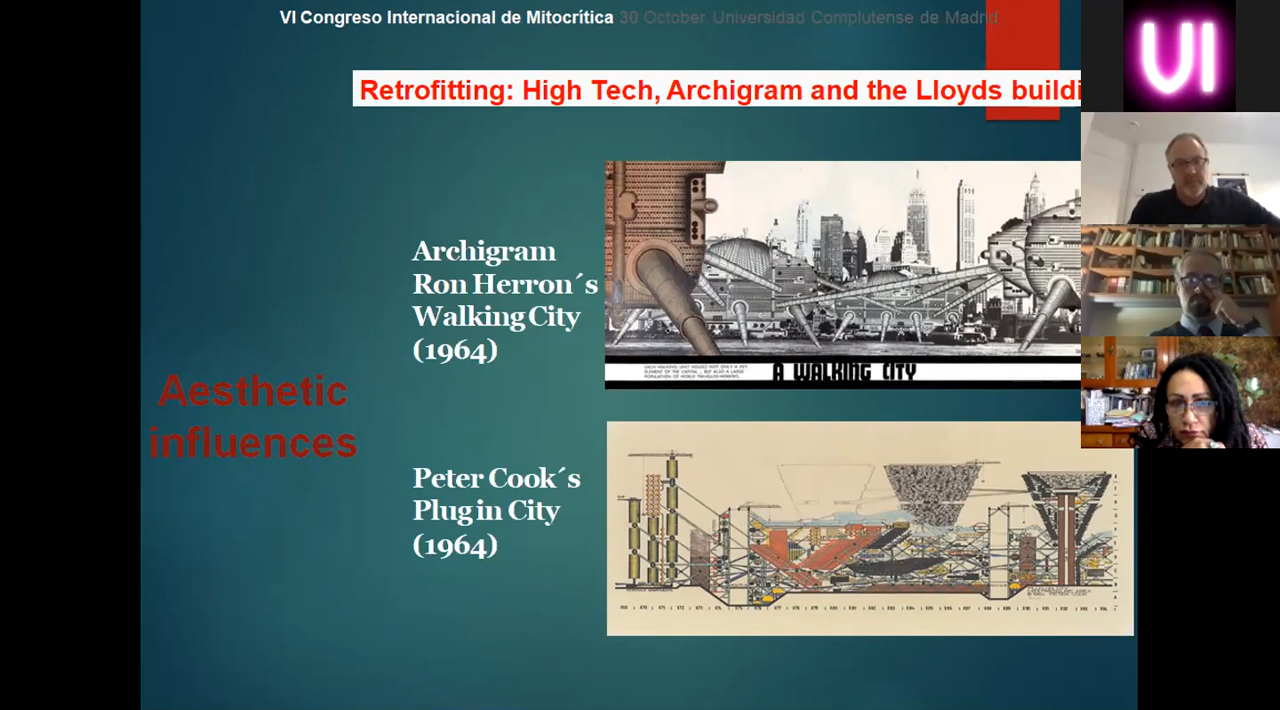 VI Congreso Internacional de Mitocrítica 30 October. Universidad Complutense de Madrid
VI
Retrofitting: High Tech, Archigram and the Lloyds buildi
Archigram
Ron Herron´s
Walking City
(1964)
A WALKING CITY
Aesthetic
influences
Peter Cook´s
Plug in City
(1964)